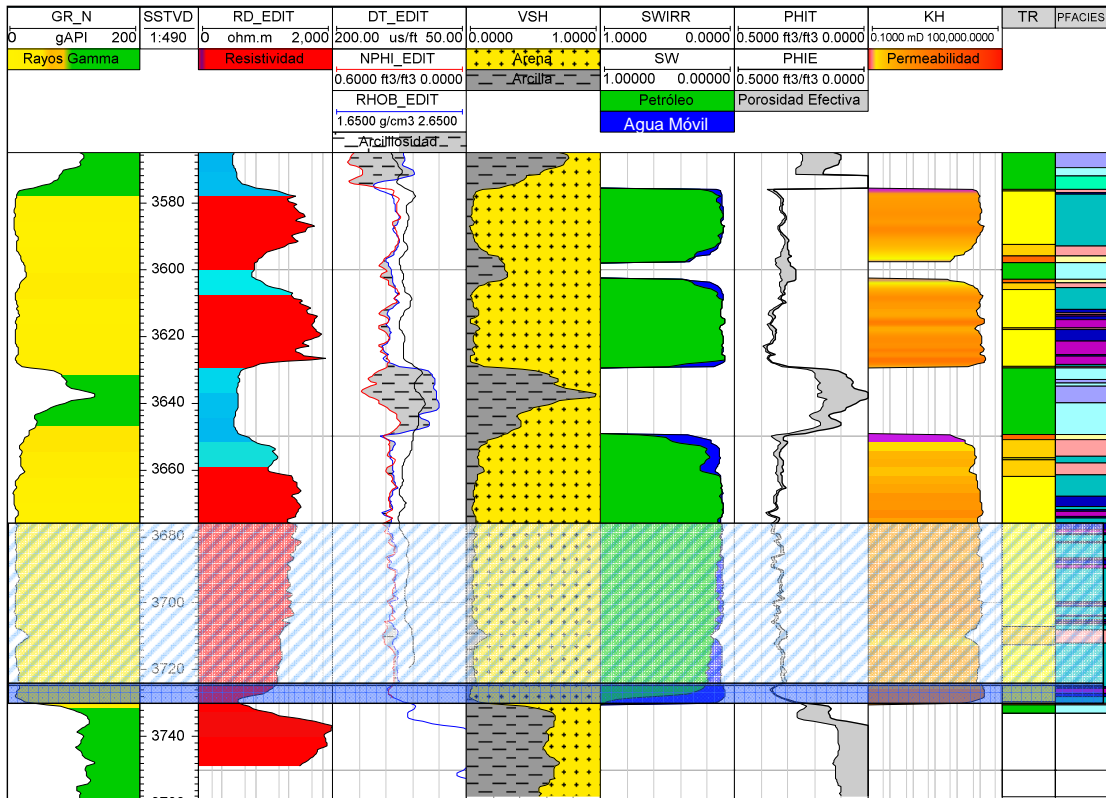 GR_N SSTVD RD_EDIT DT_EDIT VSH SWIRR PHIT KH TR PFACIES
0 gAPI 200 1:490 0 ohm.m 2,000 200.00 us/ft 50.00 0.0000 1.0000 1.0000 0.0000 0.5000 ft3/ft3 0.0000 0.1000 mD 100,000.0000
Rayos Gamma Resistividad NPHI_EDIT Arena SW PHIE Permeabilidad
0.6000 ft3/ft3 0.0000 Arcilla 1.00000 0.00000 0.5000 ft3/ft3 0.0000
RHOB_EDIT Petróleo Porosidad Efectiva
1.6500 g/cm3 2.6500 Agua Móvil
Arcillosidad
3580
3600
3620
3640
3660
3680
3700
3720
3740